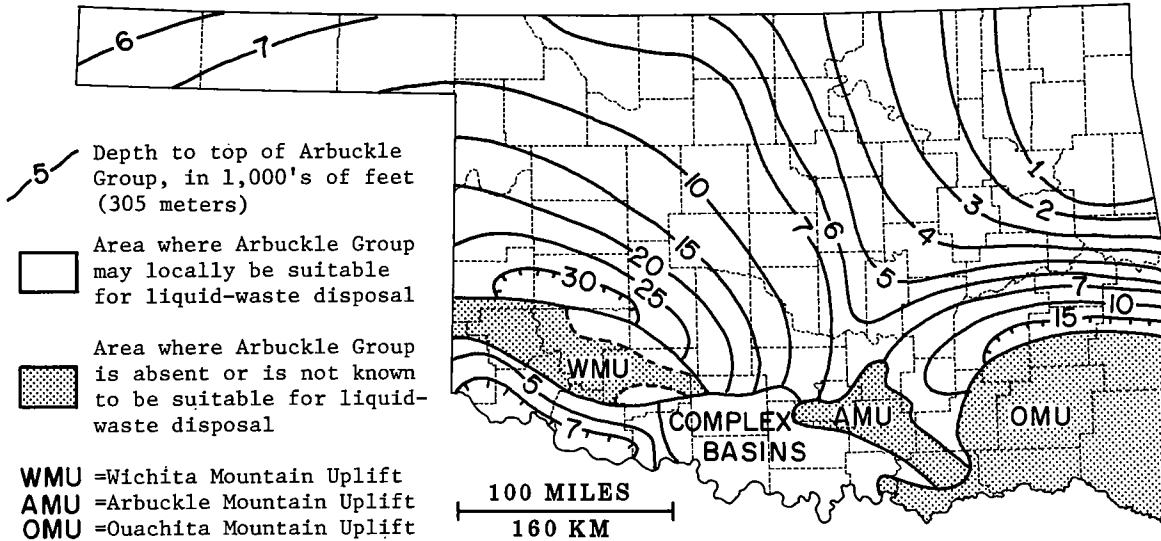 6
7
5
Depth to top of Arbuckle
Group, in 1,000's of feet
(305 meters)
Area where Arbuckle Group
may locally be suitable
for liquid-waste disposal
Area where Arbuckle Group
is absent or is not known
to be suitable for liquid-
waste disposal
WMU =Wichita Mountain Uplift
AMU =Arbuckle Mountain Uplift
OMU =Ouachita Mountain Uplift
1
2
3
4
5
6
7
10
15
20
25
30
7
10
15
5
7
WMU
COMPLEX
BASINS
AMU
OMU
100 MILES
160 KM